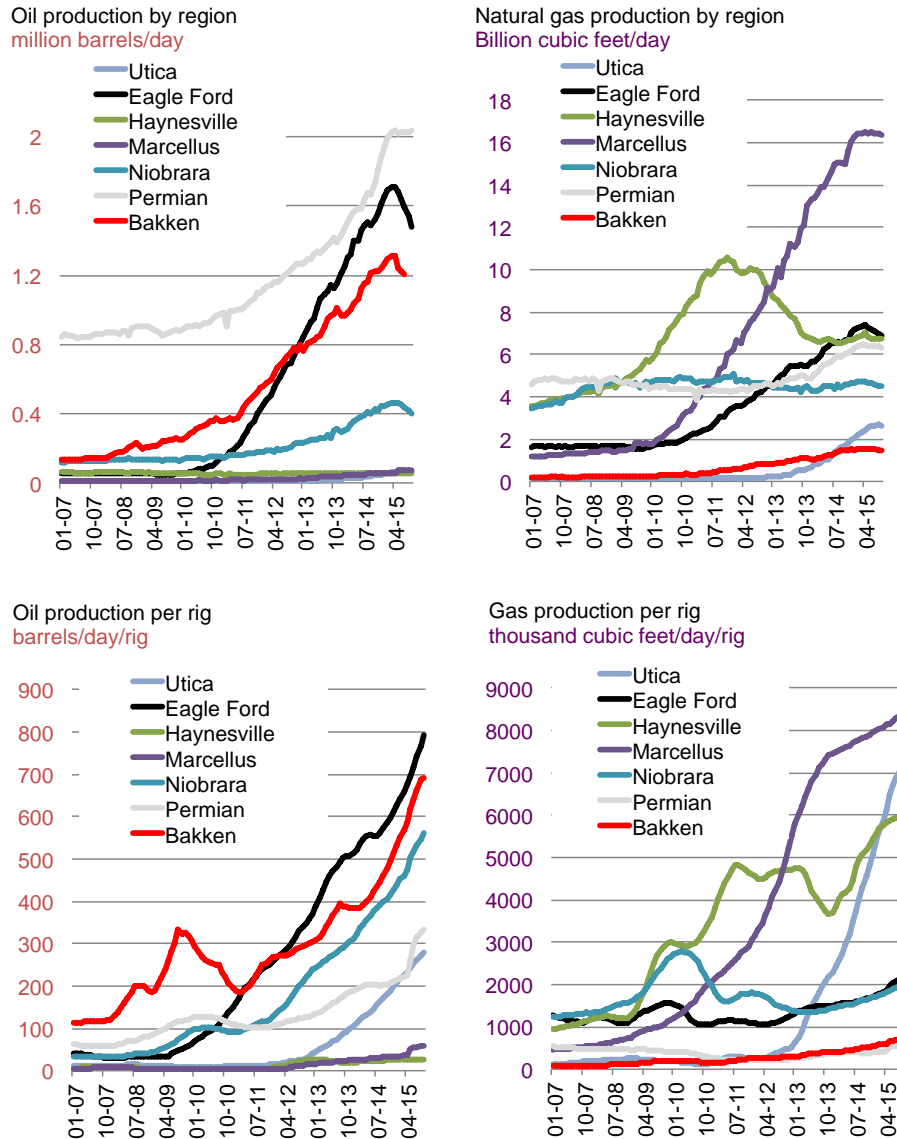 Oil production by region
million barrels/day
Utica
Eagle Ford
Haynesville
Marcellus
Niobrara
Permian
Bakken
2
1.6
1.2
0.8
0.4
0
01-07
10-07
07-08
04-09
01-10
10-10
07-11
04-12
01-13
10-13
07-14
04-15
Natural gas production by region
Billion cubic feet/day
Utica
Eagle Ford
Haynesville
Marcellus
Niobrara
Permian
Bakken
18
16
14
12
10
8
6
4
2
0
01-07
10-07
07-08
04-09
01-10
10-10
07-11
04-12
01-13
10-13
07-14
04-15
Oil production per rig
barrels/day/rig
Utica
Eagle Ford
Haynesville
Marcellus
Niobrara
Permian
Bakken
900
800
700
600
500
400
300
200
100
0
01-07
10-07
07-08
04-09
01-10
10-10
07-11
04-12
01-13
10-13
07-14
04-15
Gas production per rig
thousand cubic feet/day/rig
Utica
Eagle Ford
Haynesville
Marcellus
Niobrara
Permian
Bakken
9000
8000
7000
6000
5000
4000
3000
2000
1000
0
01-07
10-07
07-08
04-09
01-10
10-10
07-11
04-12
01-13
10-13
07-14
04-15